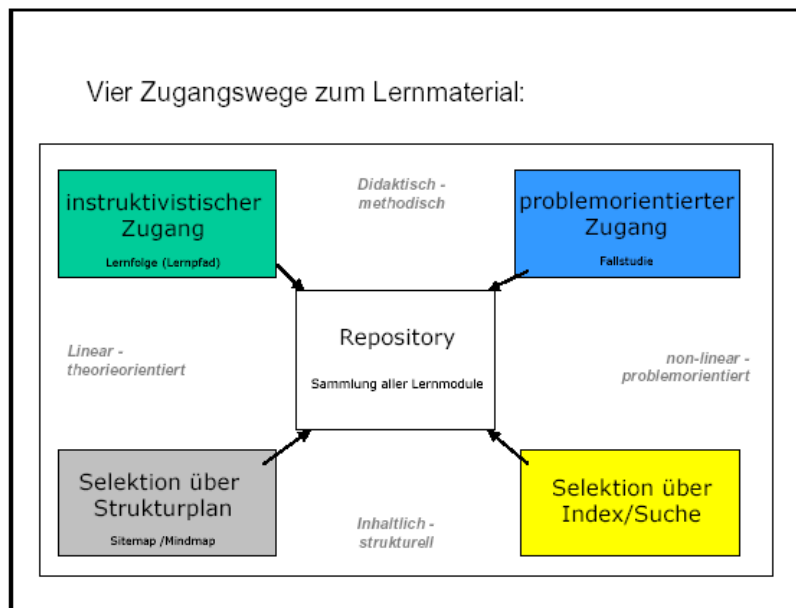 Vier Zugangswege zum Lernmaterial:
instruktivistischer
Zugang
Lernfolge (Lernpfad)
Didaktisch -
methodisch
problemorientierter
Zugang
Fallstudie
Linear -
theorieorientiert
Repository
Sammlung aller Lernmodule
non-linear -
problemorientiert
Selektion über
Strukturplan
Sitemap /Mindmap
Inhaltlich -
strukturell
Selektion über
Index/Suche